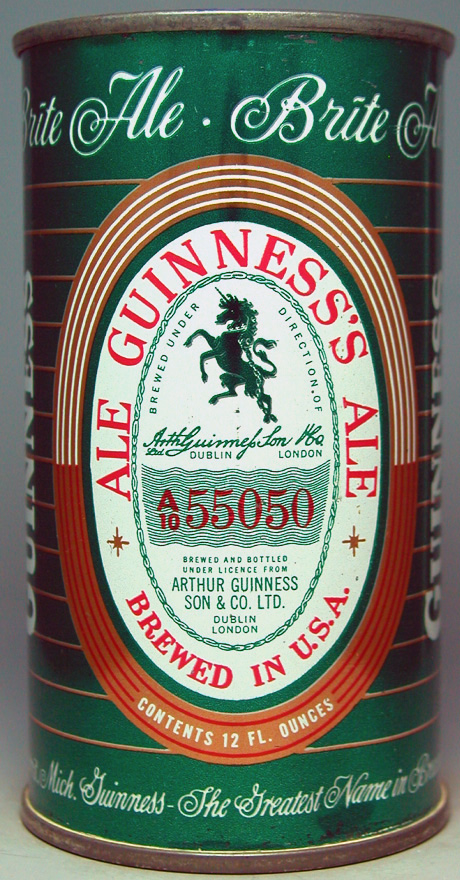 Brite Ale · Brite
GUINNESS
ALE GUINNESS'S ALE
BREWED UNDER DIRECTION OF
Arth Guinness Son & Co
Ltd. DUBLIN LONDON
A
10 55050
BREWED AND BOTTLED
UNDER LICENCE FROM
ARTHUR GUINNESS
SON & CO. LTD.
DUBLIN
LONDON
BREWED IN U.S.A.
CONTENTS 12 FL. OUNCES
Mich. Guinness - The Greatest Name in